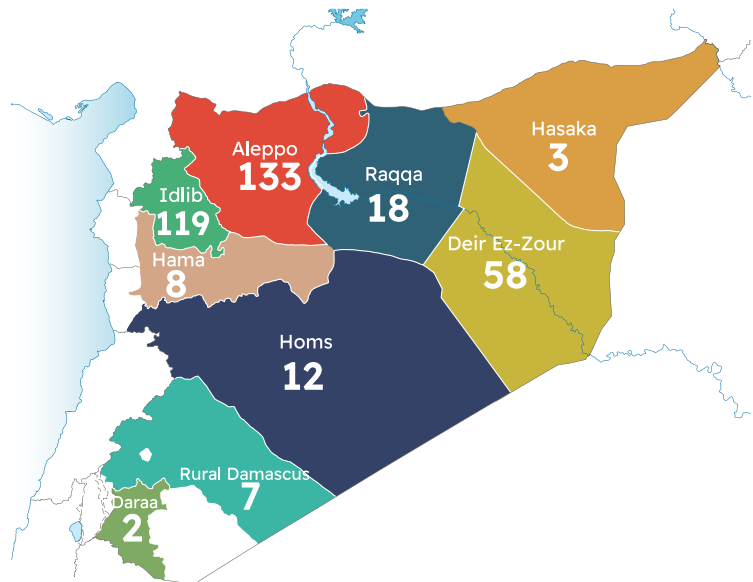 Hasaka
3
Aleppo
133
Raqqa
18
Idlib
119
Deir Ez-Zour
58
Hama
8
Homs
12
Rural Damascus
7
Daraa
2